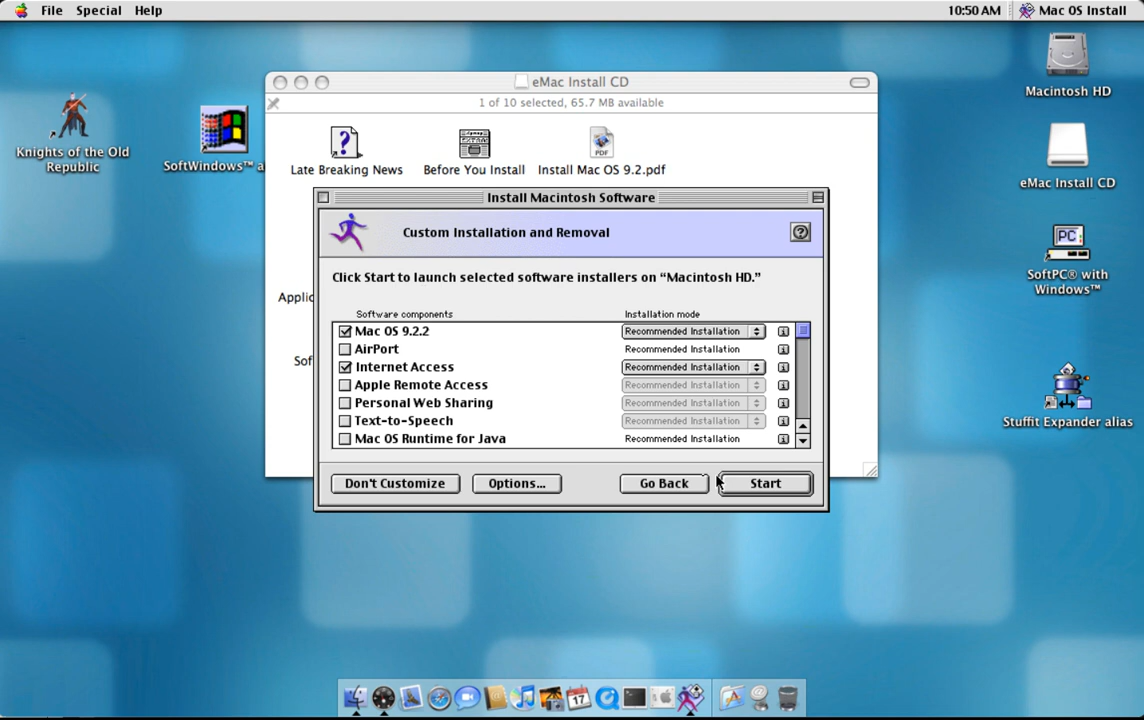 File Special Help
10:50 AM Mac OS Install
Macintosh HD
eMac Install CD
1 of 10 selected, 65.7 MB available
Knights of the Old
Republic
SoftWindows™ a
Late Breaking News
Before You Install
PDF
Install Mac OS 9.2.pdf
eMac Install CD
Install Macintosh Software
Custom Installation and Removal
?
PC
SoftPC® with
Windows™
Click Start to launch selected software installers on “Macintosh HD.”
Applic
Software components Installation mode
Mac OS 9.2.2 Recommended Installation
AirPort Recommended Installation
Sof
Internet Access Recommended Installation
Apple Remote Access Recommended Installation
Personal Web Sharing Recommended Installation
Text-to-Speech Recommended Installation
Mac OS Runtime for Java Recommended Installation
Stuffit Expander alias
Don't Customize Options... Go Back Start
17